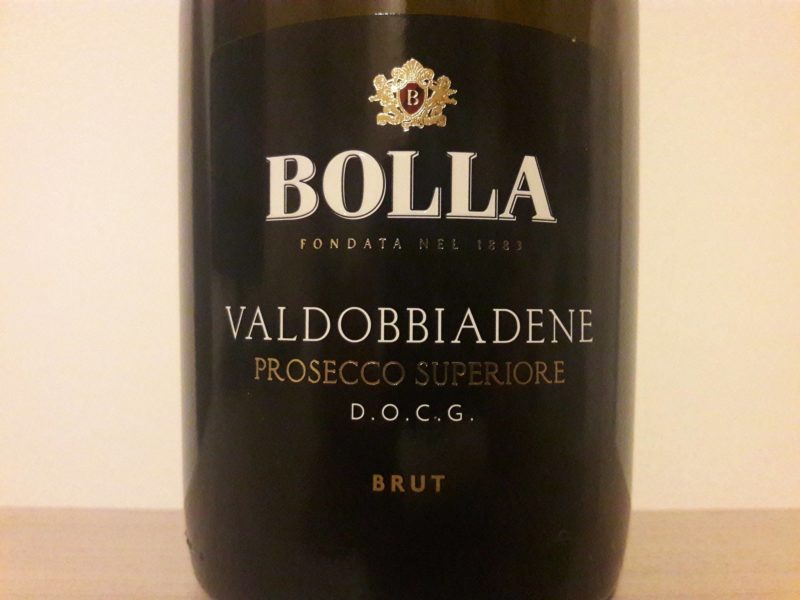 B
BOLLA
FONDATA NEL 1883
VALDOBBIADENE
PROSECCO SUPERIORE
D.O.C.G.
BRUT